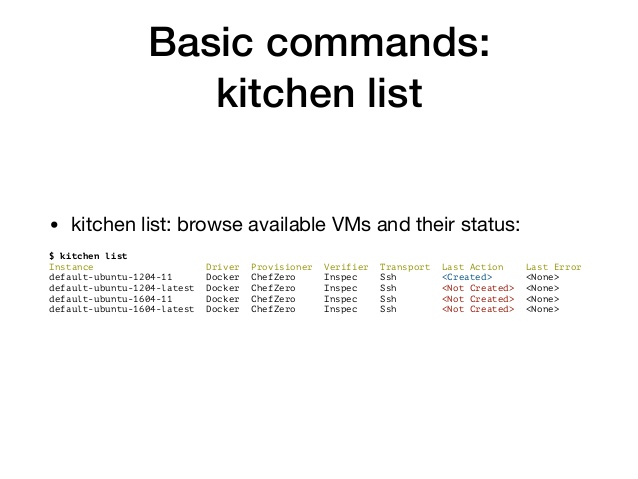 Basic commands:
kitchen list
• kitchen list: browse available VMs and their status:
$ kitchen list
Instance Driver Provisioner Verifier Transport Last Action Last Error
default-ubuntu-1204-11 Docker ChefZero Inspec Ssh <Created> <None>
default-ubuntu-1204-latest Docker ChefZero Inspec Ssh <Not Created> <None>
default-ubuntu-1604-11 Docker ChefZero Inspec Ssh <Not Created> <None>
default-ubuntu-1604-latest Docker ChefZero Inspec Ssh <Not Created> <None>